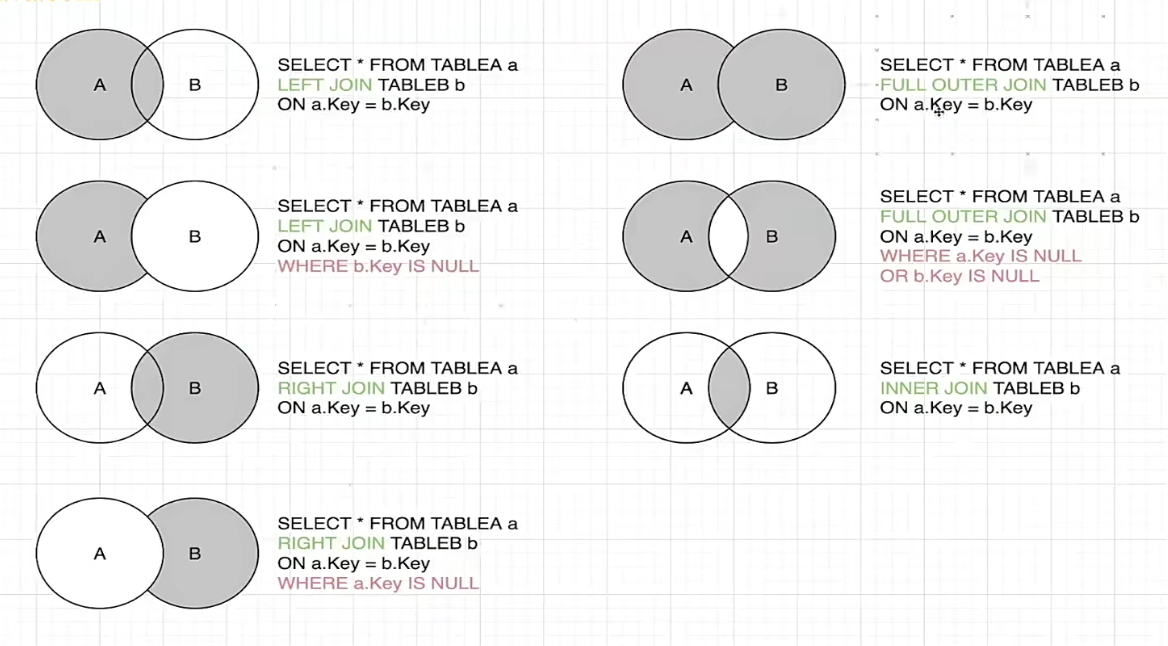 A B
SELECT * FROM TABLEA a
LEFT JOIN TABLEB b
ON a.Key = b.Key
A B
SELECT * FROM TABLEA a
LEFT JOIN TABLEB b
ON a.Key = b.Key
WHERE b.Key IS NULL
A B
SELECT * FROM TABLEA a
RIGHT JOIN TABLEB b
ON a.Key = b.Key
A B
SELECT * FROM TABLEA a
RIGHT JOIN TABLEB b
ON a.Key = b.Key
WHERE a.Key IS NULL
A B
SELECT * FROM TABLEA a
FULL OUTER JOIN TABLEB b
ON a.Key = b.Key
A B
SELECT * FROM TABLEA a
FULL OUTER JOIN TABLEB b
ON a.Key = b.Key
WHERE a.Key IS NULL
OR b.Key IS NULL
A B
SELECT * FROM TABLEA a
INNER JOIN TABLEB b
ON a.Key = b.Key